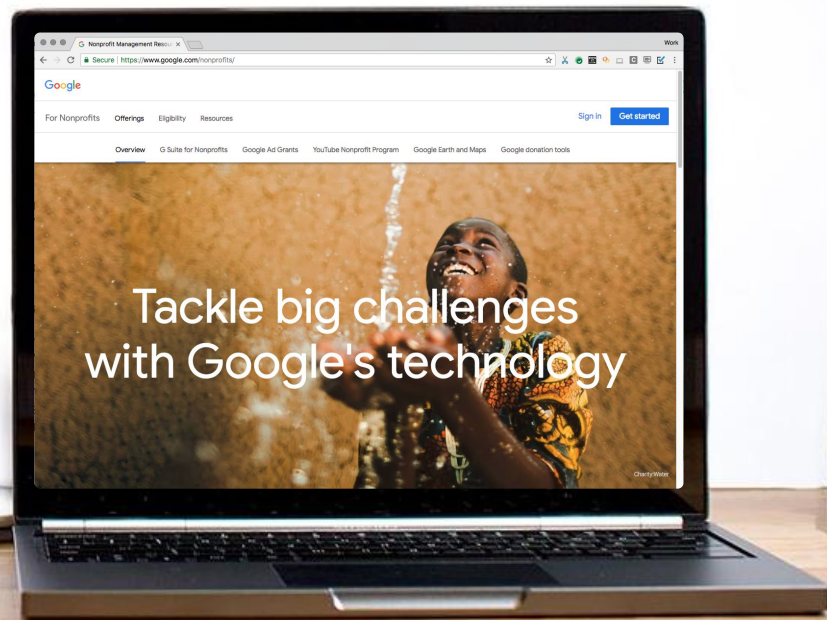 G Nonprofit Management Resour
Work
Secure | https://www.google.com/nonprofits/
Google
For Nonprofits Offerings Eligibility Resources Sign in Get started
Overview G Suite for Nonprofits Google Ad Grants YouTube Nonprofit Program Google Earth and Maps Google donation tools
Tackle big challenges
with Google's technology
Charity:Water